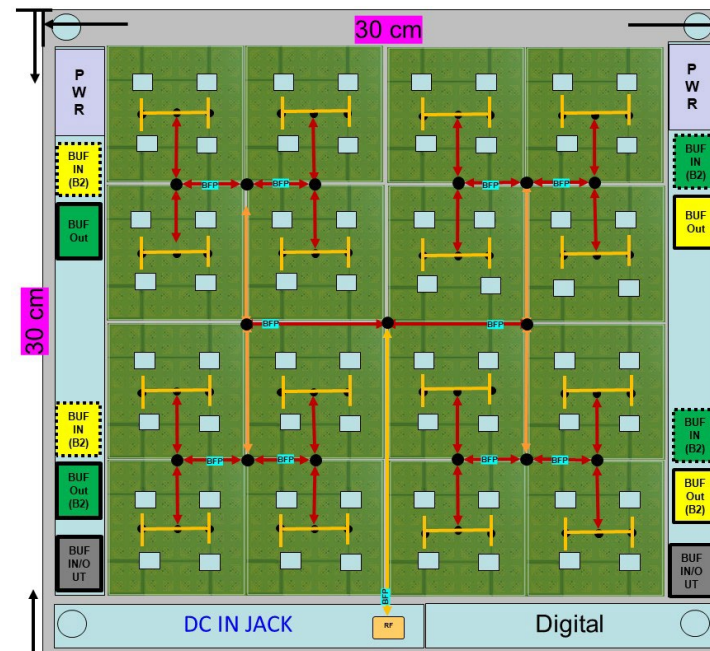 30 cm
P
W
R
P
W
R
BUF
IN
(B2)
BUF
Out
BUF
IN
(B2)
BUF
Out
BFP
BFP
BFP
BFP
30 cm
BFP
BFP
BUF
IN
(B2)
BUF
Out
(B2)
BUF
IN/O
UT
BUF
IN
(B2)
BUF
Out
(B2)
BUF
IN/O
UT
BFP
BFP
BFP
BFP
BFP
DC IN JACK
RF
Digital